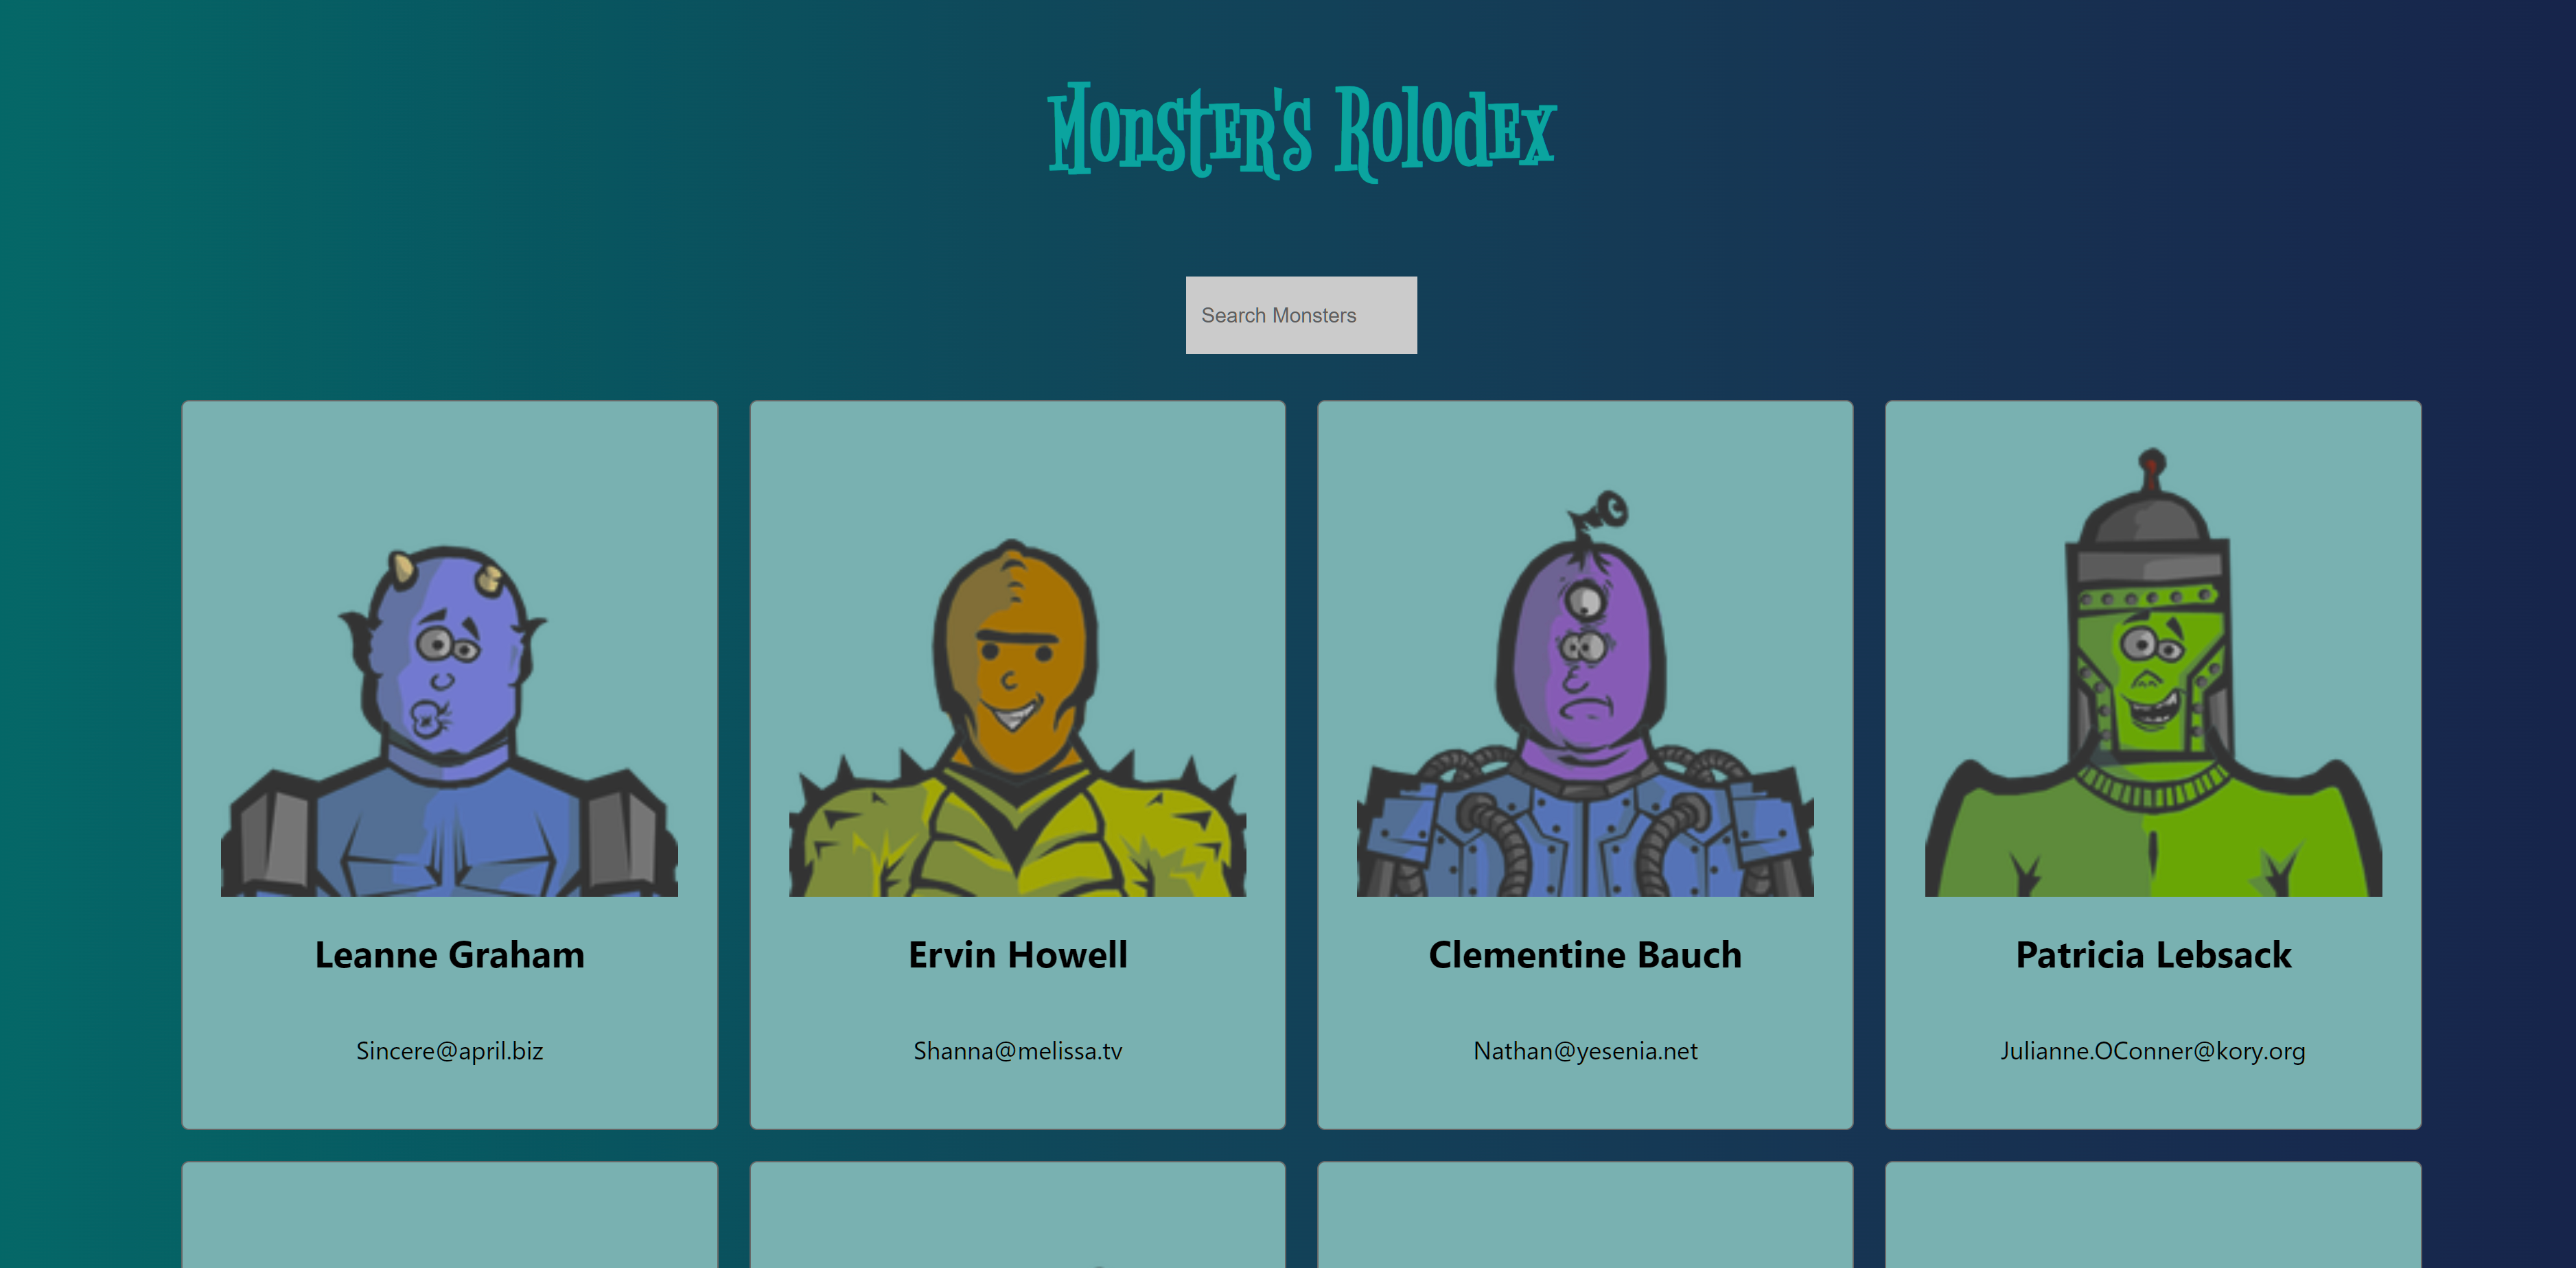 Monster's Rolodex
Search Monsters
Leanne Graham
Sincere@april.biz
Ervin Howell
Shanna@melissa.tv
Clementine Bauch
Nathan@yesenia.net
Patricia Lebsack
Julianne.OConner@kory.org